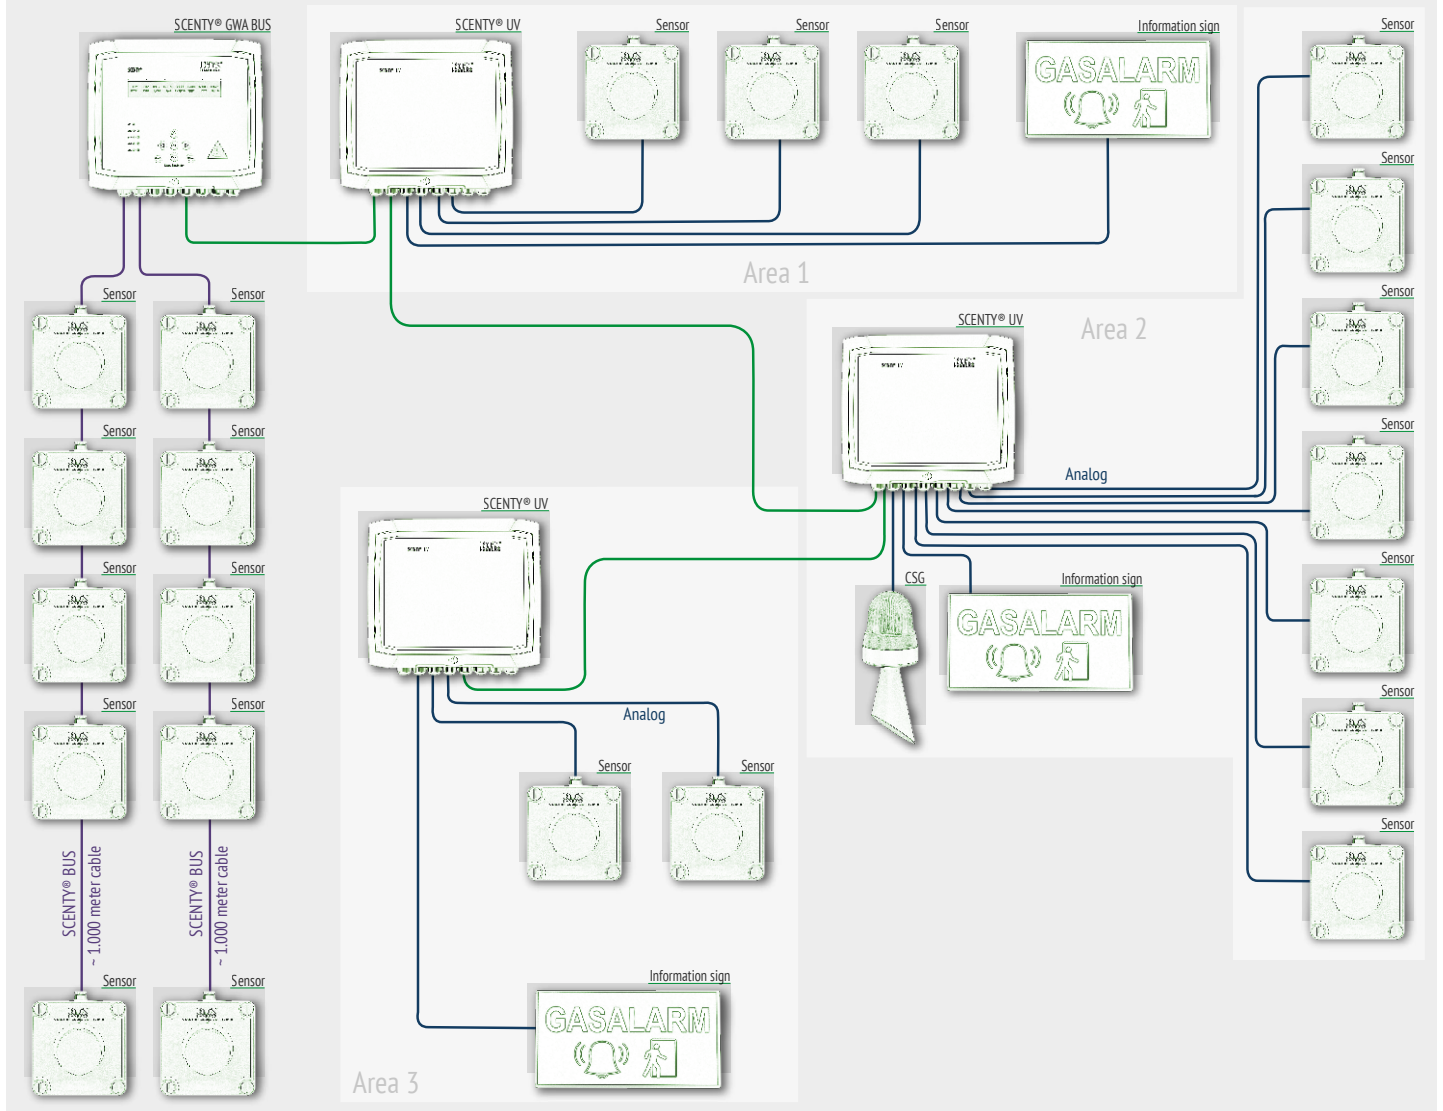 SCENTY® GWA BUS
SCENTY® UV
Sensor
Sensor
Sensor
Information sign
GASALARM
Area 1
Sensor
Sensor
Sensor
Sensor
Sensor
Sensor
Sensor
SCENTY® UV
Area 2
Analog
CSG
Information sign
GASALARM
Sensor
Sensor
Sensor
Sensor
Sensor
Sensor
Sensor
Sensor
SCENTY® BUS
~ 1.000 meter cable
SCENTY® BUS
~ 1.000 meter cable
Sensor
Sensor
SCENTY® UV
Analog
Sensor
Sensor
Information sign
GASALARM
Area 3